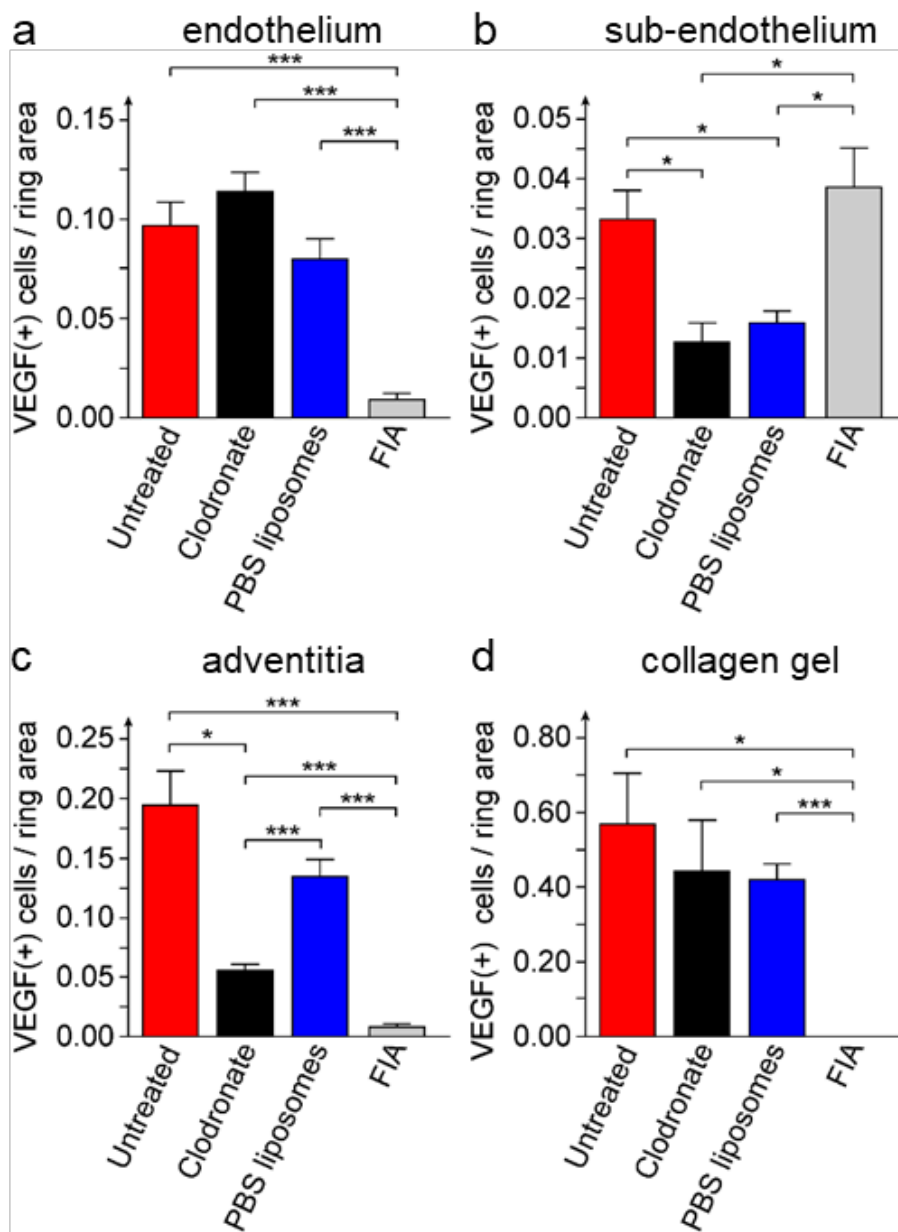 a endothelium
VEGF(+) cells / ring area
0.15
0.10
0.05
0.00
***
***
***
Untreated
Clodronate
PBS liposomes
FIA
b sub-endothelium
VEGF(+) cells / ring area
0.05
0.04
0.03
0.02
0.01
0.00
*
*
*
*
Untreated
Clodronate
PBS liposomes
FIA
c adventitia
VEGF(+) cells / ring area
0.25
0.20
0.15
0.10
0.05
0.00
***
*
***
***
***
Untreated
Clodronate
PBS liposomes
FIA
d collagen gel
VEGF(+) cells / ring area
0.80
0.60
0.40
0.20
0.00
*
*
***
Untreated
Clodronate
PBS liposomes
FIA